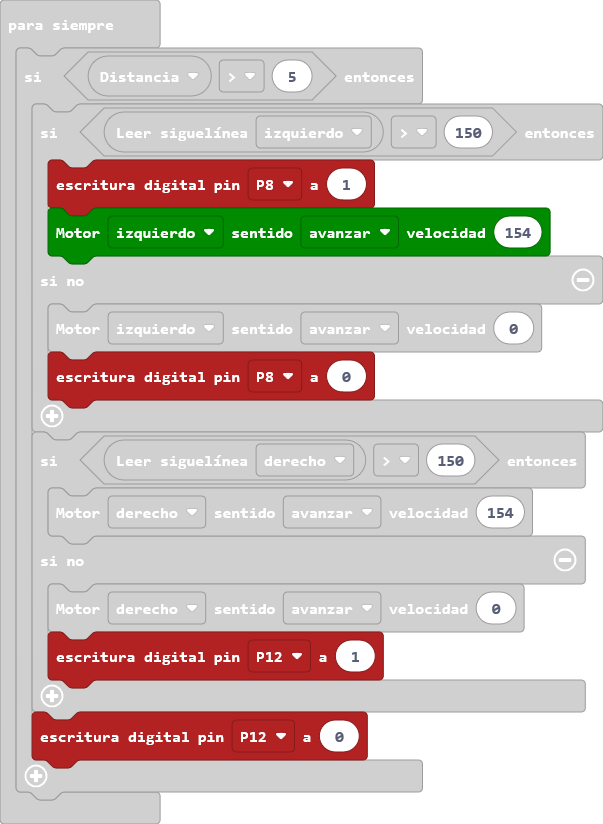 para siempre
si Distancia > 5 entonces
si Leer siguelínea izquierdo > 150 entonces
escritura digital pin P8 a 1
Motor izquierdo sentido avanzar velocidad 154
si no
Motor izquierdo sentido avanzar velocidad 0
escritura digital pin P8 a 0
si Leer siguelínea derecho > 150 entonces
Motor derecho sentido avanzar velocidad 154
si no
Motor derecho sentido avanzar velocidad 0
escritura digital pin P12 a 1
escritura digital pin P12 a 0